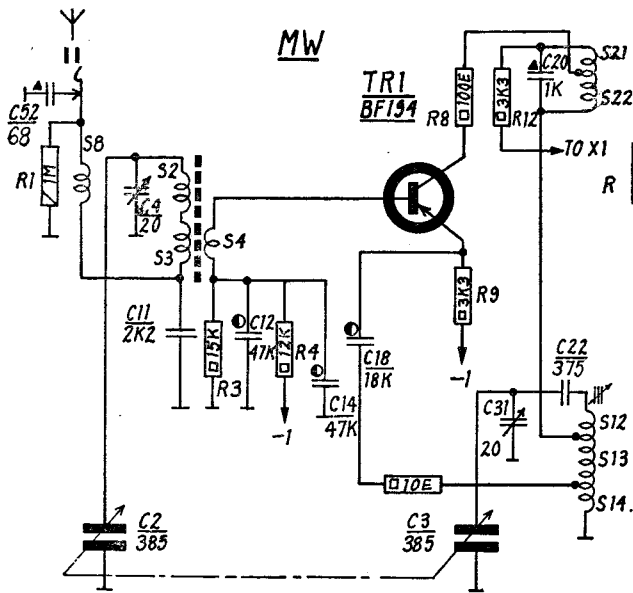 MW
C52
68
S8
R1
1M
S2
C4
20
S3
S4
C11
2K2
15K
R3
C12
47K
12K
R4
-1
C14
47K
TR1
BF194
R8
100E
3K3
R12
C20
1K
S21
S22
TO X1
R
3K3
R9
-1
C18
18K
C22
375
C31
20
S12
S13
S14
10E
C2
385
C3
385